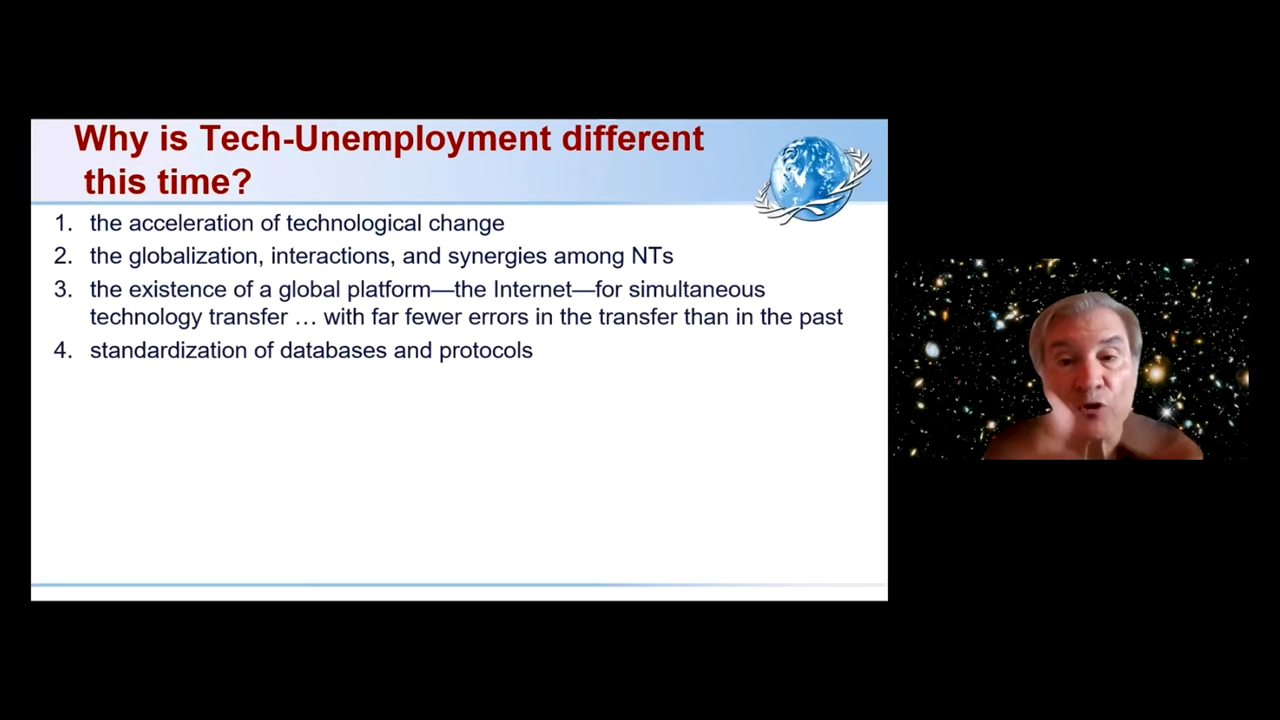 Why is Tech-Unemployment different
this time?
1. the acceleration of technological change
2. the globalization, interactions, and synergies among NTs
3. the existence of a global platform—the Internet—for simultaneous
technology transfer … with far fewer errors in the transfer than in the past
4. standardization of databases and protocols